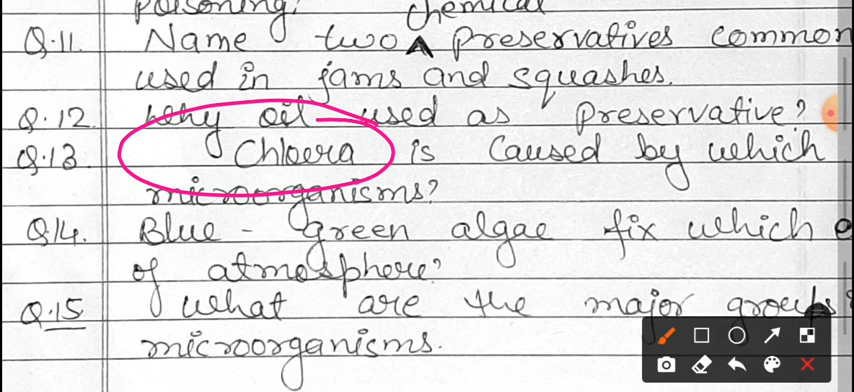 poisoning? chemical
Q.11. Name two ^ preservatives common
used in jams and squashes.
Q.12. Why oil used as preservative?
Q.13 Chloera is caused by which
microorganisms?
Q.14. Blue - green algae fix which
of atmosphere?
Q.15 what are the major groups
microorganisms.